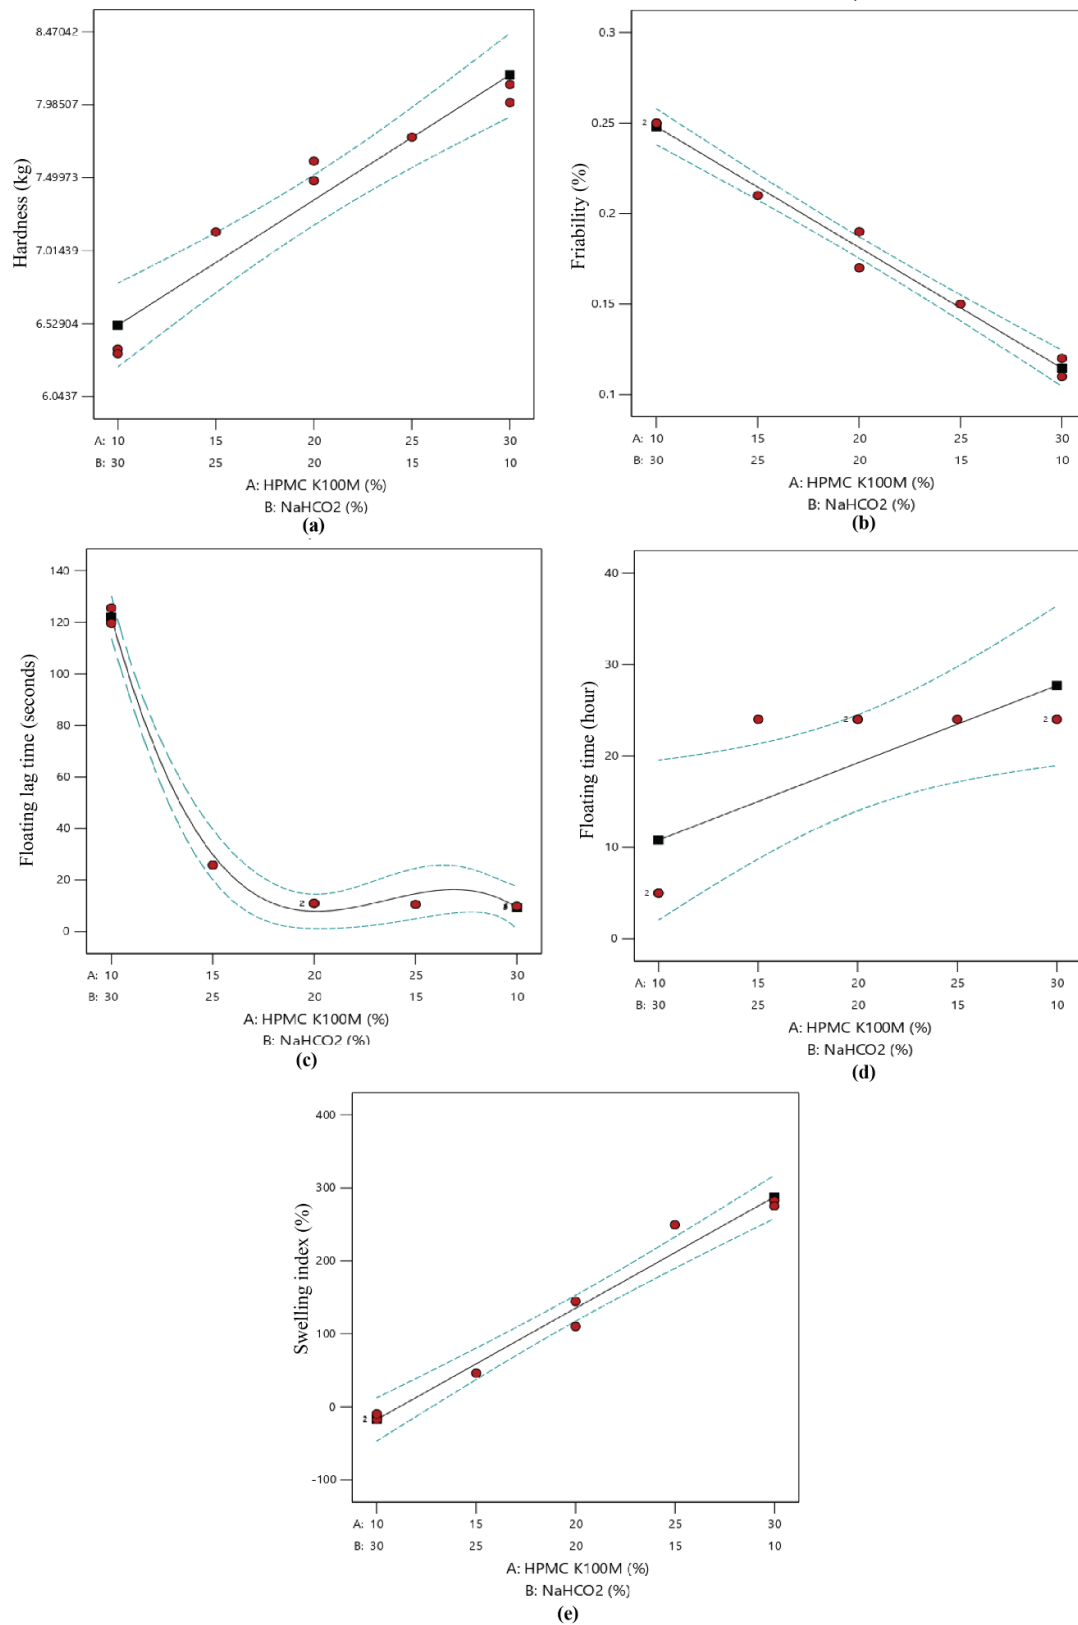 8.47042
7.98507
7.49973
7.01439
6.52904
6.0437
Hardness (kg)
A: 10 15 20 25 30
B: 30 25 20 15 10
A: HPMC K100M (%)
B: NaHCO2 (%)
(a)
0.3
0.25
0.2
0.15
0.1
Friability (%)
2
A: 10 15 20 25 30
B: 30 25 20 15 10
A: HPMC K100M (%)
B: NaHCO2 (%)
(b)
140
120
100
80
60
40
20
0
Floating lag time (seconds)
2
A: 10 15 20 25 30
B: 30 25 20 15 10
A: HPMC K100M (%)
B: NaHCO2 (%)
(c)
40
30
20
10
0
Floating time (hour)
2
2
2
A: 10 15 20 25 30
B: 30 25 20 15 10
A: HPMC K100M (%)
B: NaHCO2 (%)
(d)
400
300
200
100
0
-100
Swelling index (%)
2
A: 10 15 20 25 30
B: 30 25 20 15 10
A: HPMC K100M (%)
B: NaHCO2 (%)
(e)